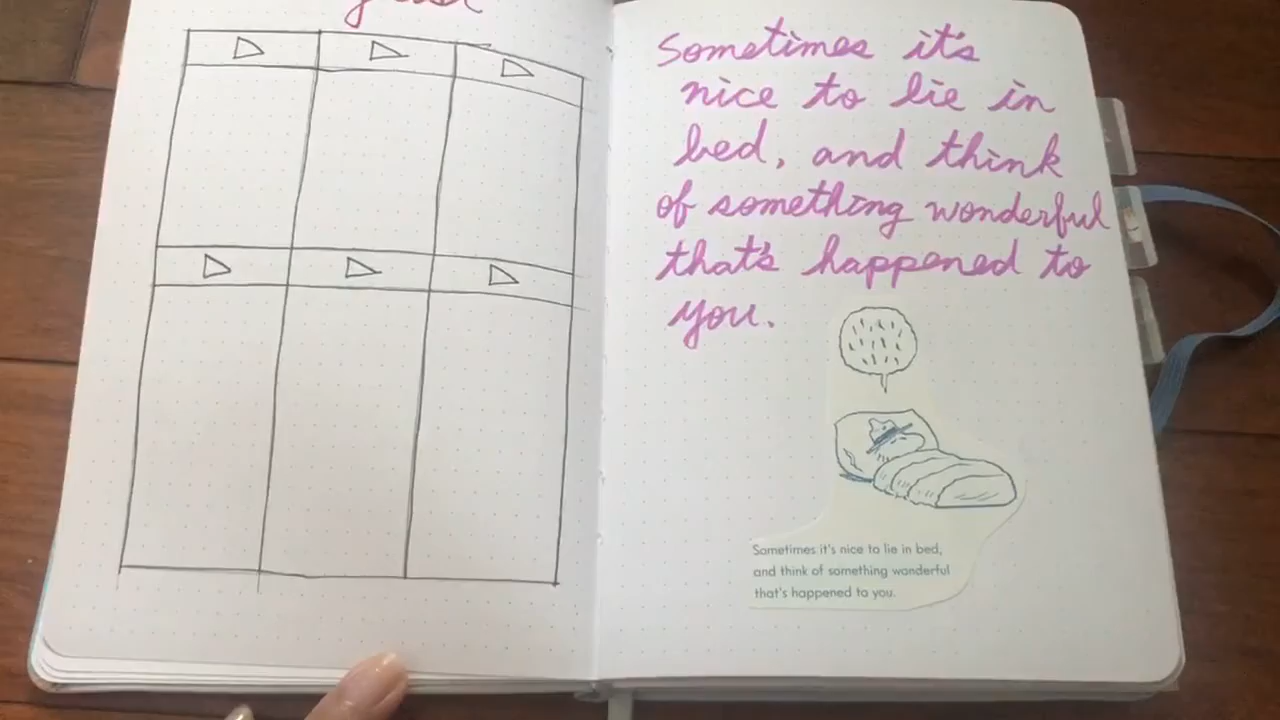 Sometimes it's
nice to lie in
bed, and think
of something wonderful
that's happened to
you.
Sometimes it's nice to lie in bed,
and think of something wonderful
that's happened to you.